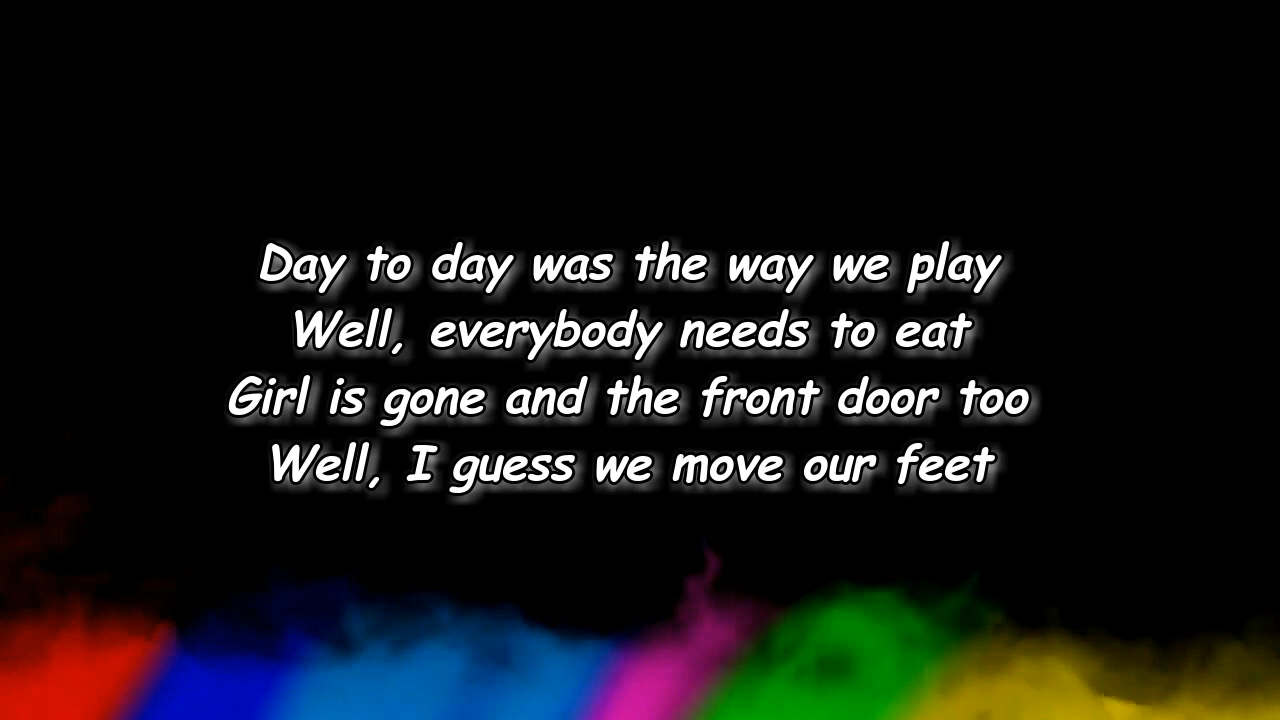 Day to day was the way we play
Well, everybody needs to eat
Girl is gone and the front door too
Well, I guess we move our feet